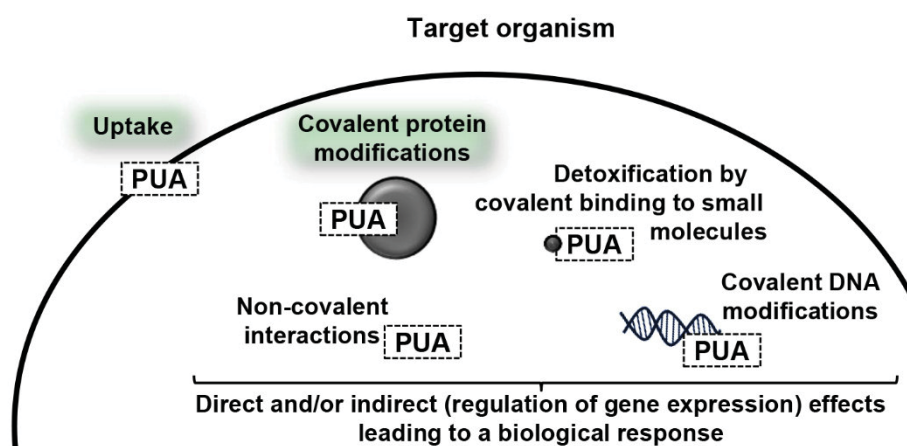 Target organism
Uptake
PUA
Covalent protein
modifications
PUA
Detoxification by
covalent binding to small
molecules
PUA
Non-covalent
interactions
PUA
Covalent DNA
modifications
PUA
Direct and/or indirect (regulation of gene expression) effects
leading to a biological response